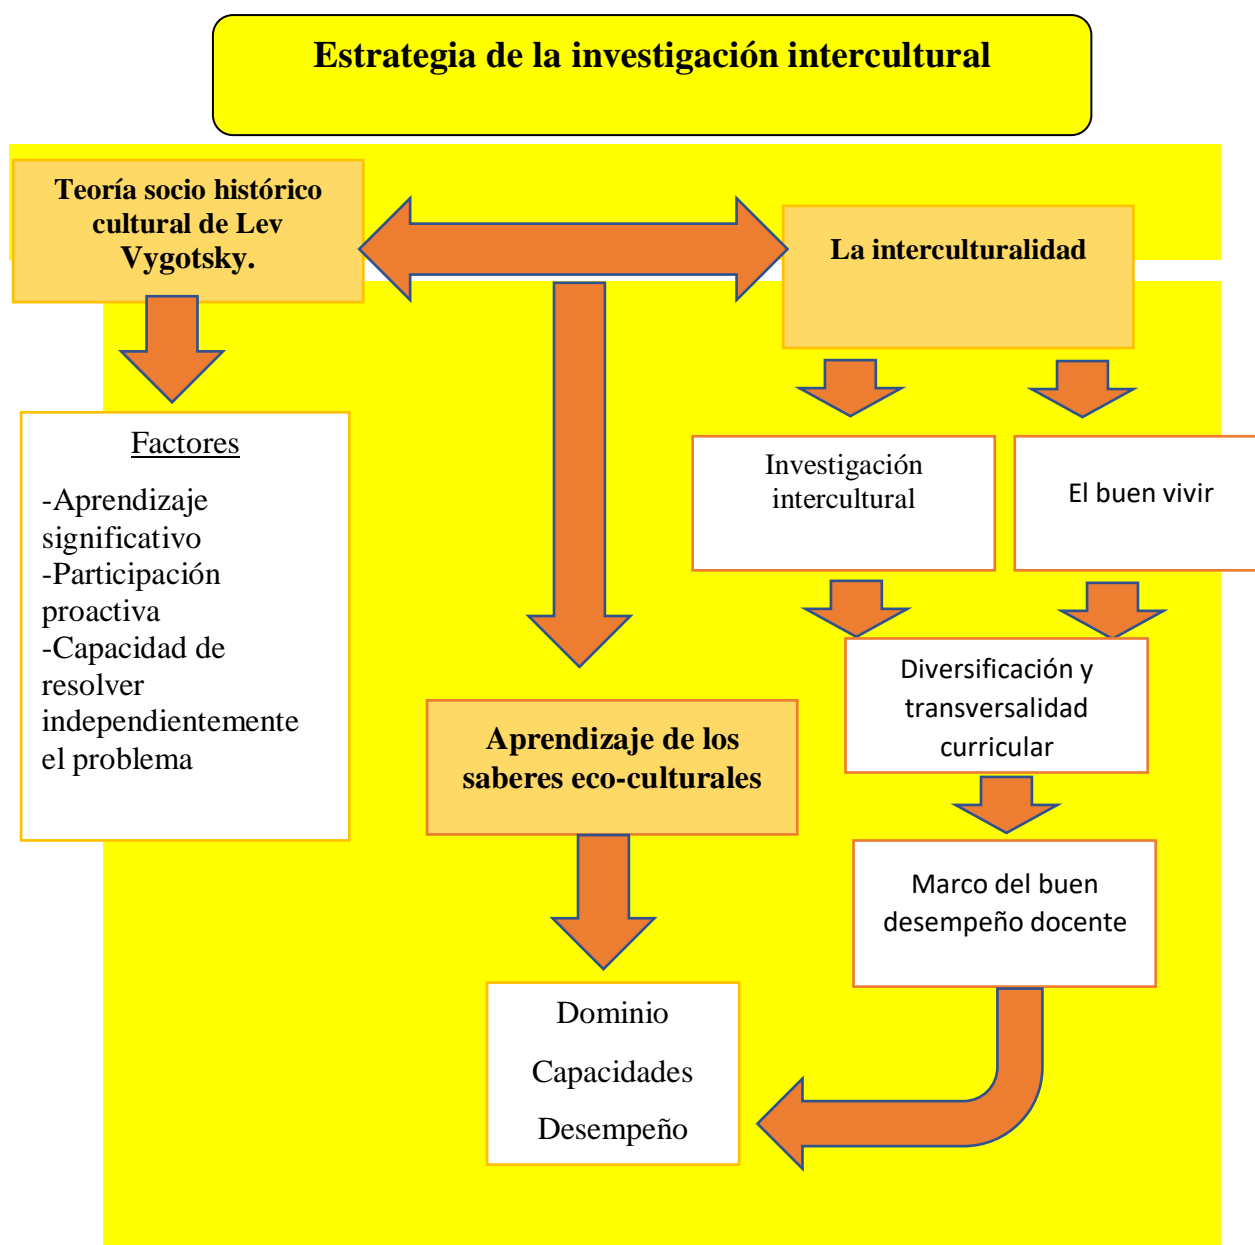 Estrategia de la investigación intercultural
Teoría socio histórico
cultural de Lev
Vygotsky.
La interculturalidad
Factores
-Aprendizaje
significativo
-Participación
proactiva
-Capacidad de
resolver
independientemente
el problema
Investigación
intercultural
El buen vivir
Diversificación y
transversalidad
curricular
Aprendizaje de los
saberes eco-culturales
Marco del buen
desempeño docente
Dominio
Capacidades
Desempeño